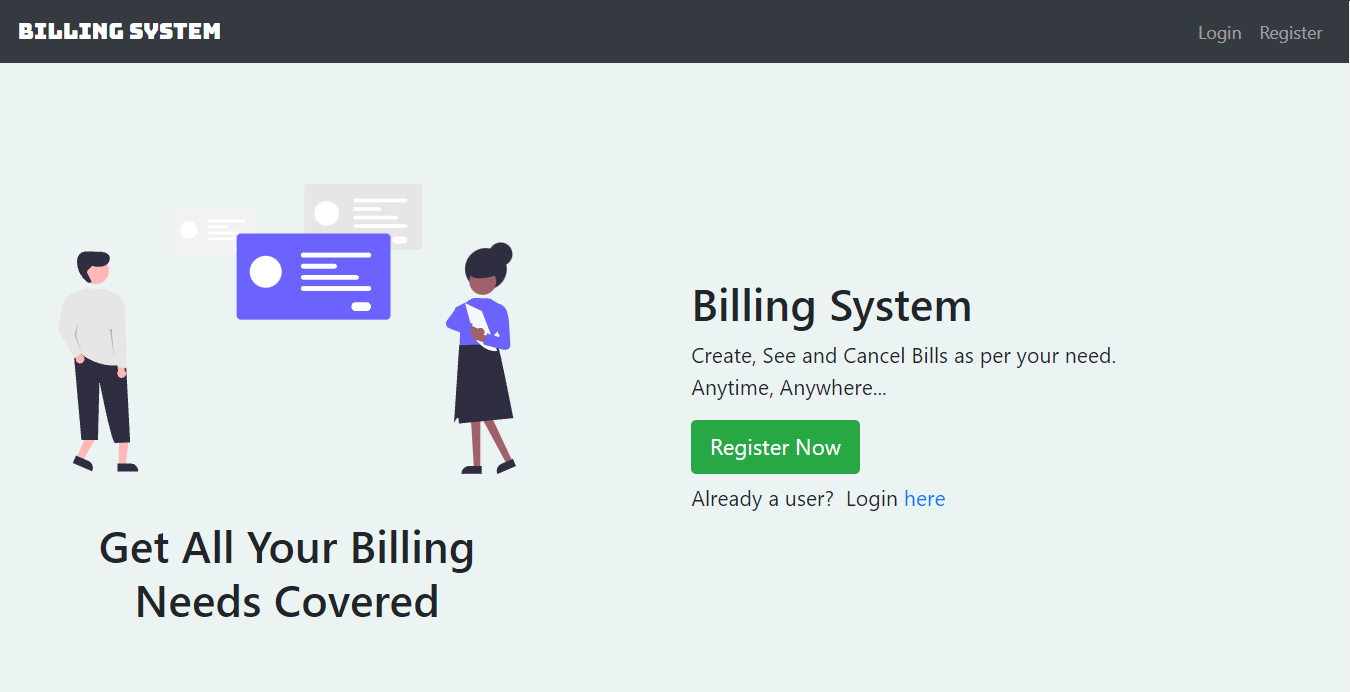 BILLING SYSTEM
Login Register
Get All Your Billing
Needs Covered
Billing System
Create, See and Cancel Bills as per your need.
Anytime, Anywhere...
Register Now
Already a user? Login here